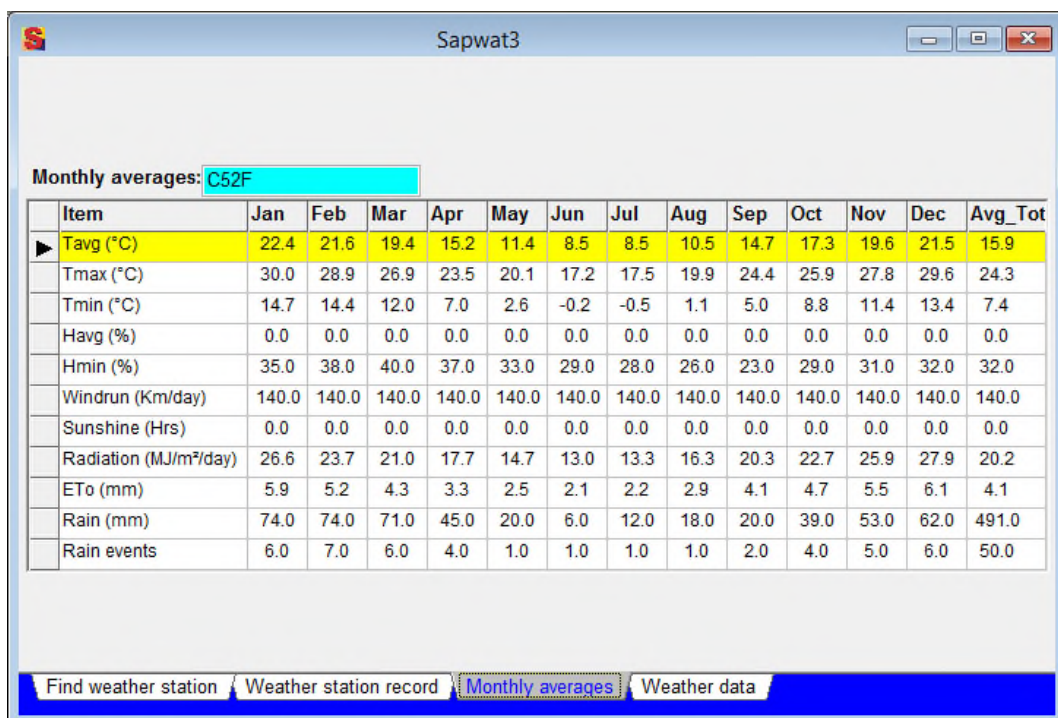 Sapwat3
Monthly averages: C52F
Item Jan Feb Mar Apr May Jun Jul Aug Sep Oct Nov Dec Avg_Tot
Tavg (°C) 22.4 21.6 19.4 15.2 11.4 8.5 8.5 10.5 14.7 17.3 19.6 21.5 15.9
Tmax (°C) 30.0 28.9 26.9 23.5 20.1 17.2 17.5 19.9 24.4 25.9 27.8 29.6 24.3
Tmin (°C) 14.7 14.4 12.0 7.0 2.6 -0.2 -0.5 1.1 5.0 8.8 11.4 13.4 7.4
Havg (%) 0.0 0.0 0.0 0.0 0.0 0.0 0.0 0.0 0.0 0.0 0.0 0.0 0.0
Hmin (%) 35.0 38.0 40.0 37.0 33.0 29.0 28.0 26.0 23.0 29.0 31.0 32.0 32.0
Windrun (Km/day) 140.0 140.0 140.0 140.0 140.0 140.0 140.0 140.0 140.0 140.0 140.0 140.0 140.0
Sunshine (Hrs) 0.0 0.0 0.0 0.0 0.0 0.0 0.0 0.0 0.0 0.0 0.0 0.0 0.0
Radiation (MJ/m²/day) 26.6 23.7 21.0 17.7 14.7 13.0 13.3 16.3 20.3 22.7 25.9 27.9 20.2
ETo (mm) 5.9 5.2 4.3 3.3 2.5 2.1 2.2 2.9 4.1 4.7 5.5 6.1 4.1
Rain (mm) 74.0 74.0 71.0 45.0 20.0 6.0 12.0 18.0 20.0 39.0 53.0 62.0 491.0
Rain events 6.0 7.0 6.0 4.0 1.0 1.0 1.0 1.0 2.0 4.0 5.0 6.0 50.0
Find weather station Weather station record Monthly averages Weather data